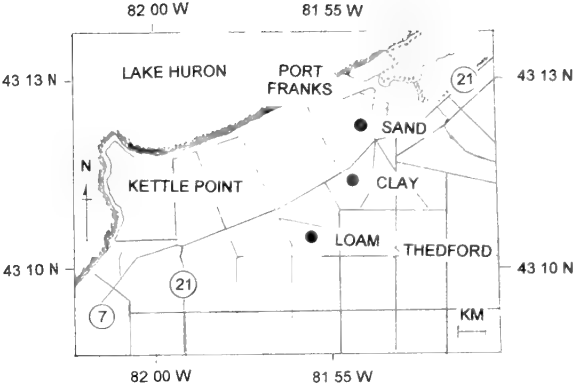 82 00 W 81 55 W
43 13 N 43 13 N
LAKE HURON
PORT
FRANKS
21
SAND
N
KETTLE POINT
CLAY
LOAM
THEDFORD
43 10 N 43 10 N
21
7
KM
82 00 W 81 55 W